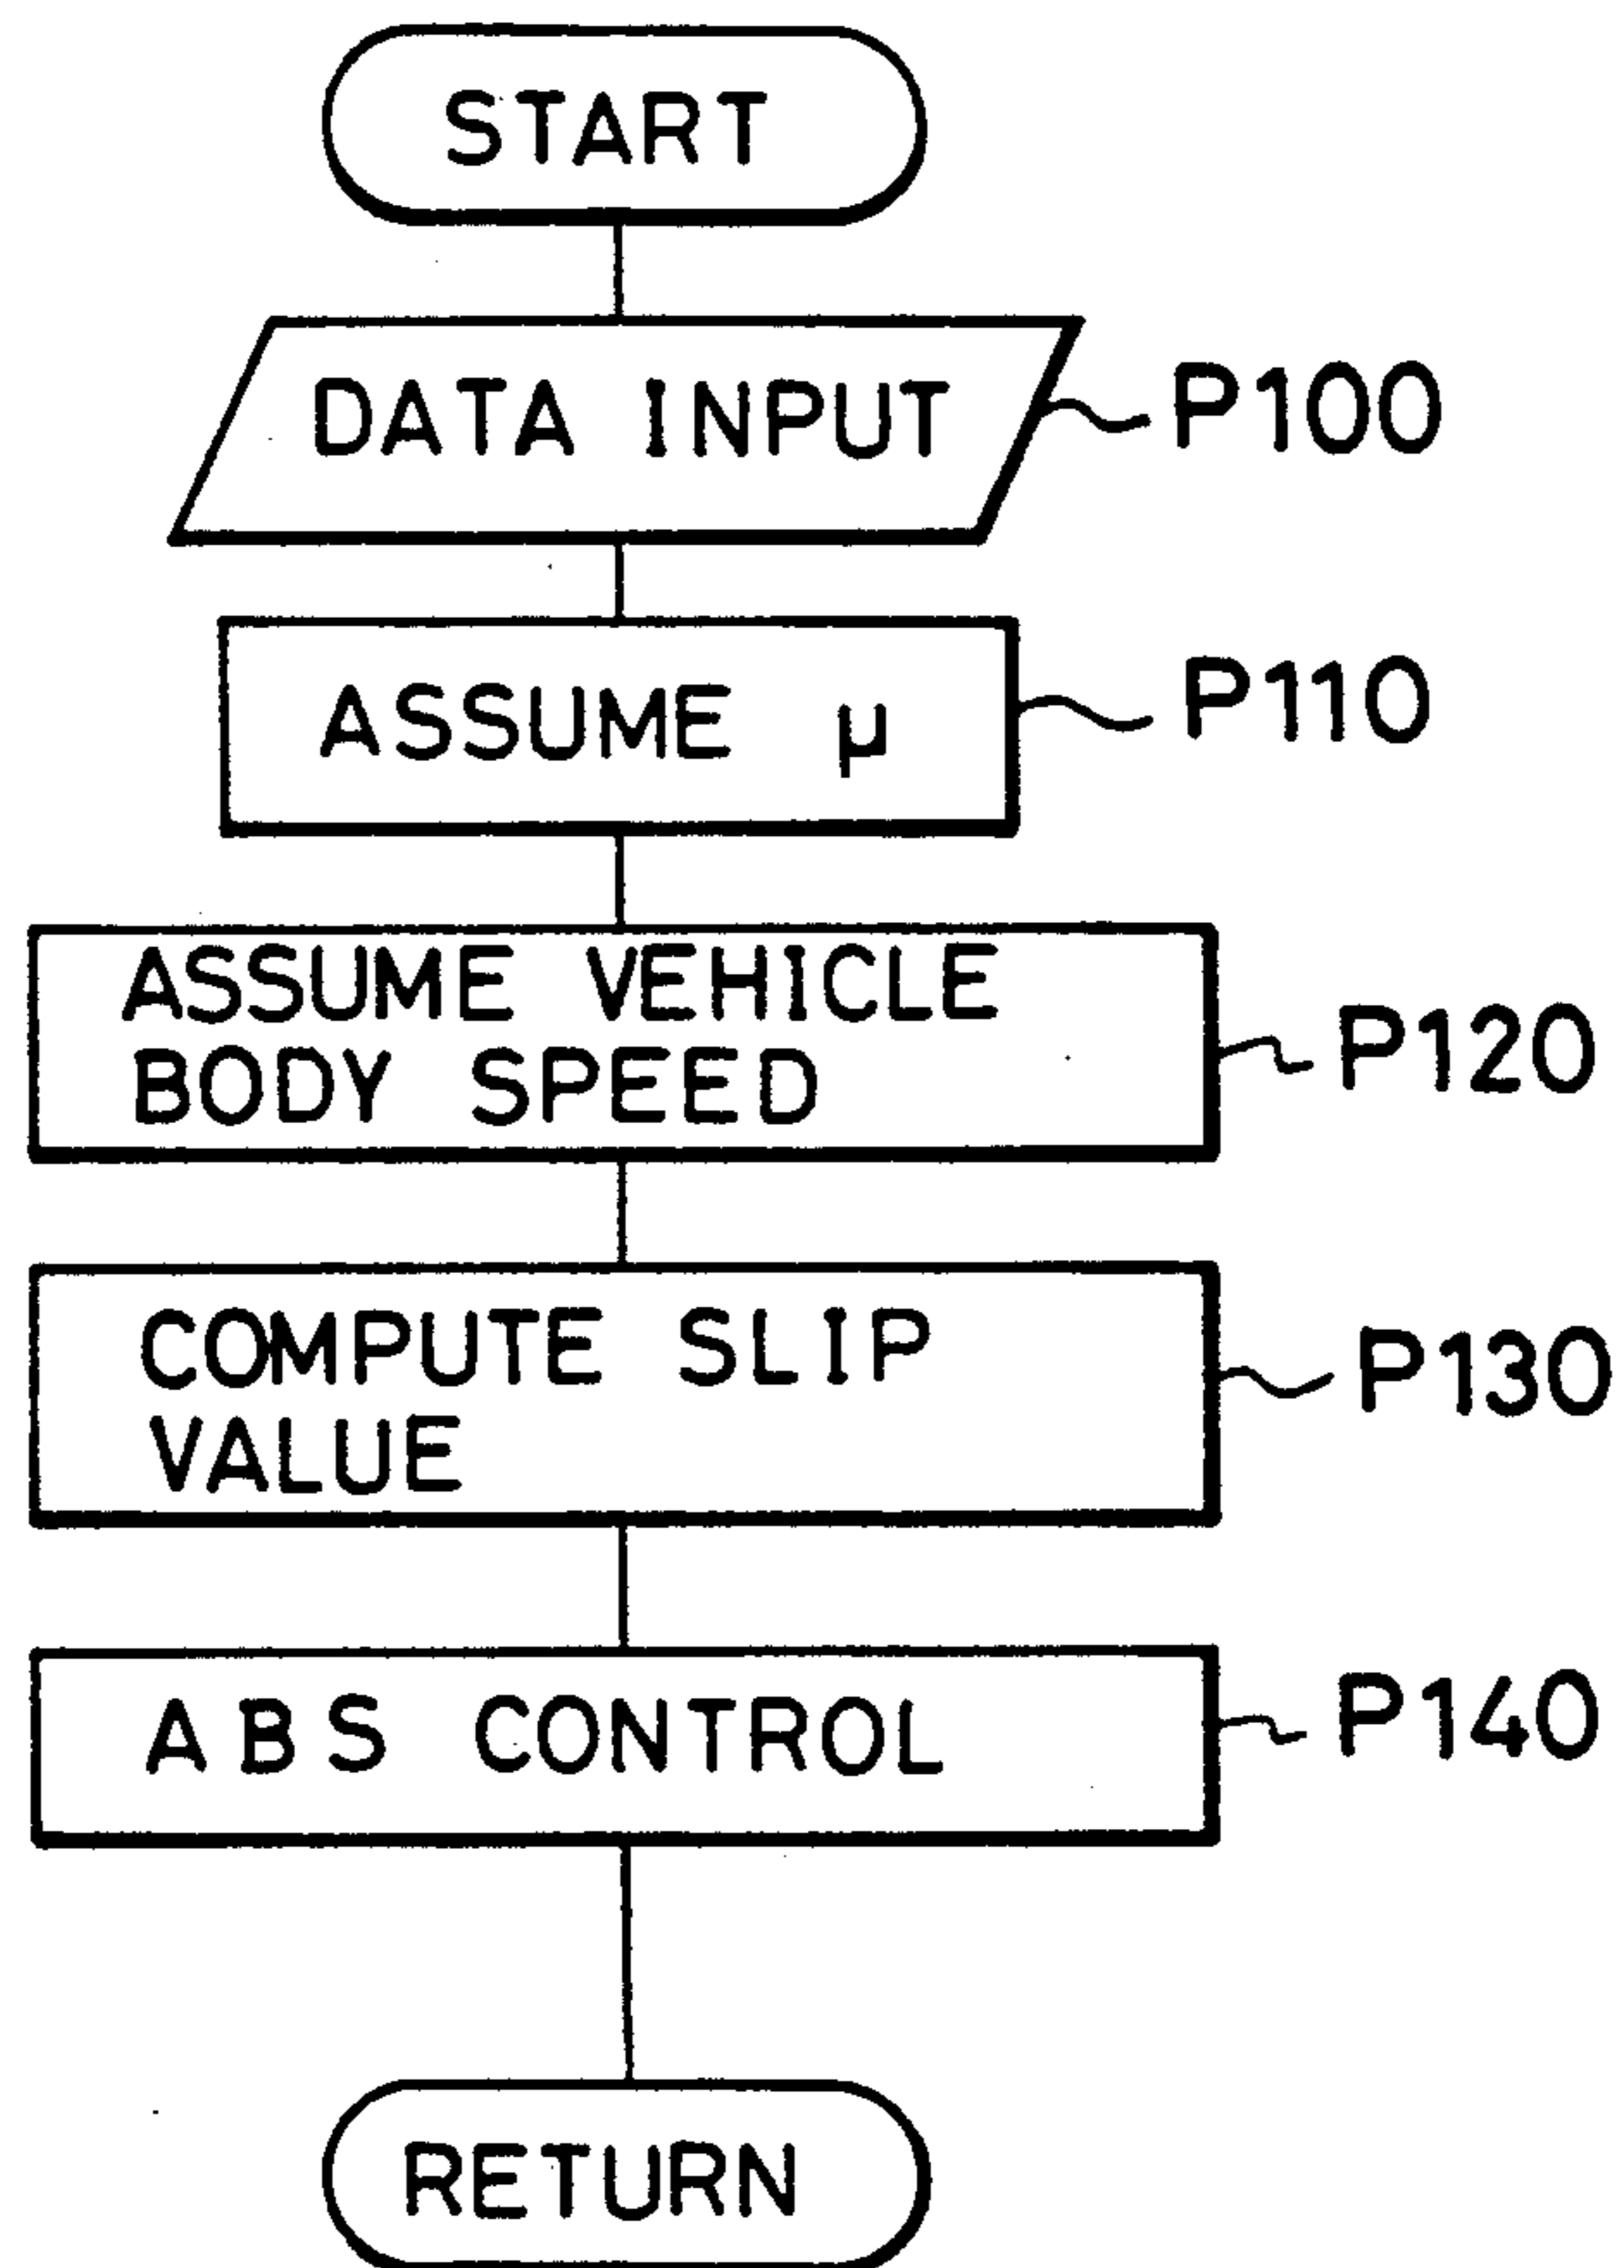 START
DATA INPUT
P100
ASSUME µ
P110
ASSUME VEHICLE
BODY SPEED
P120
COMPUTE SLIP
VALUE
P130
ABS CONTROL
P140
RETURN